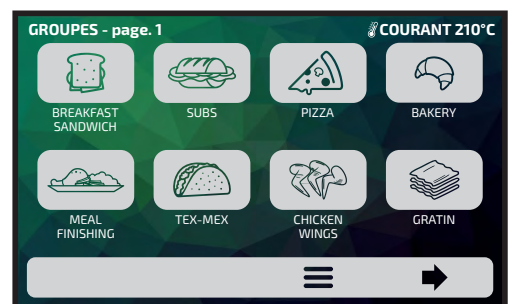 GROUPES - page. 1
COURANT 210°C
BREAKFAST
SANDWICH
SUBS
PIZZA
BAKERY
MEAL
FINISHING
TEX-MEX
CHICKEN
WINGS
GRATIN